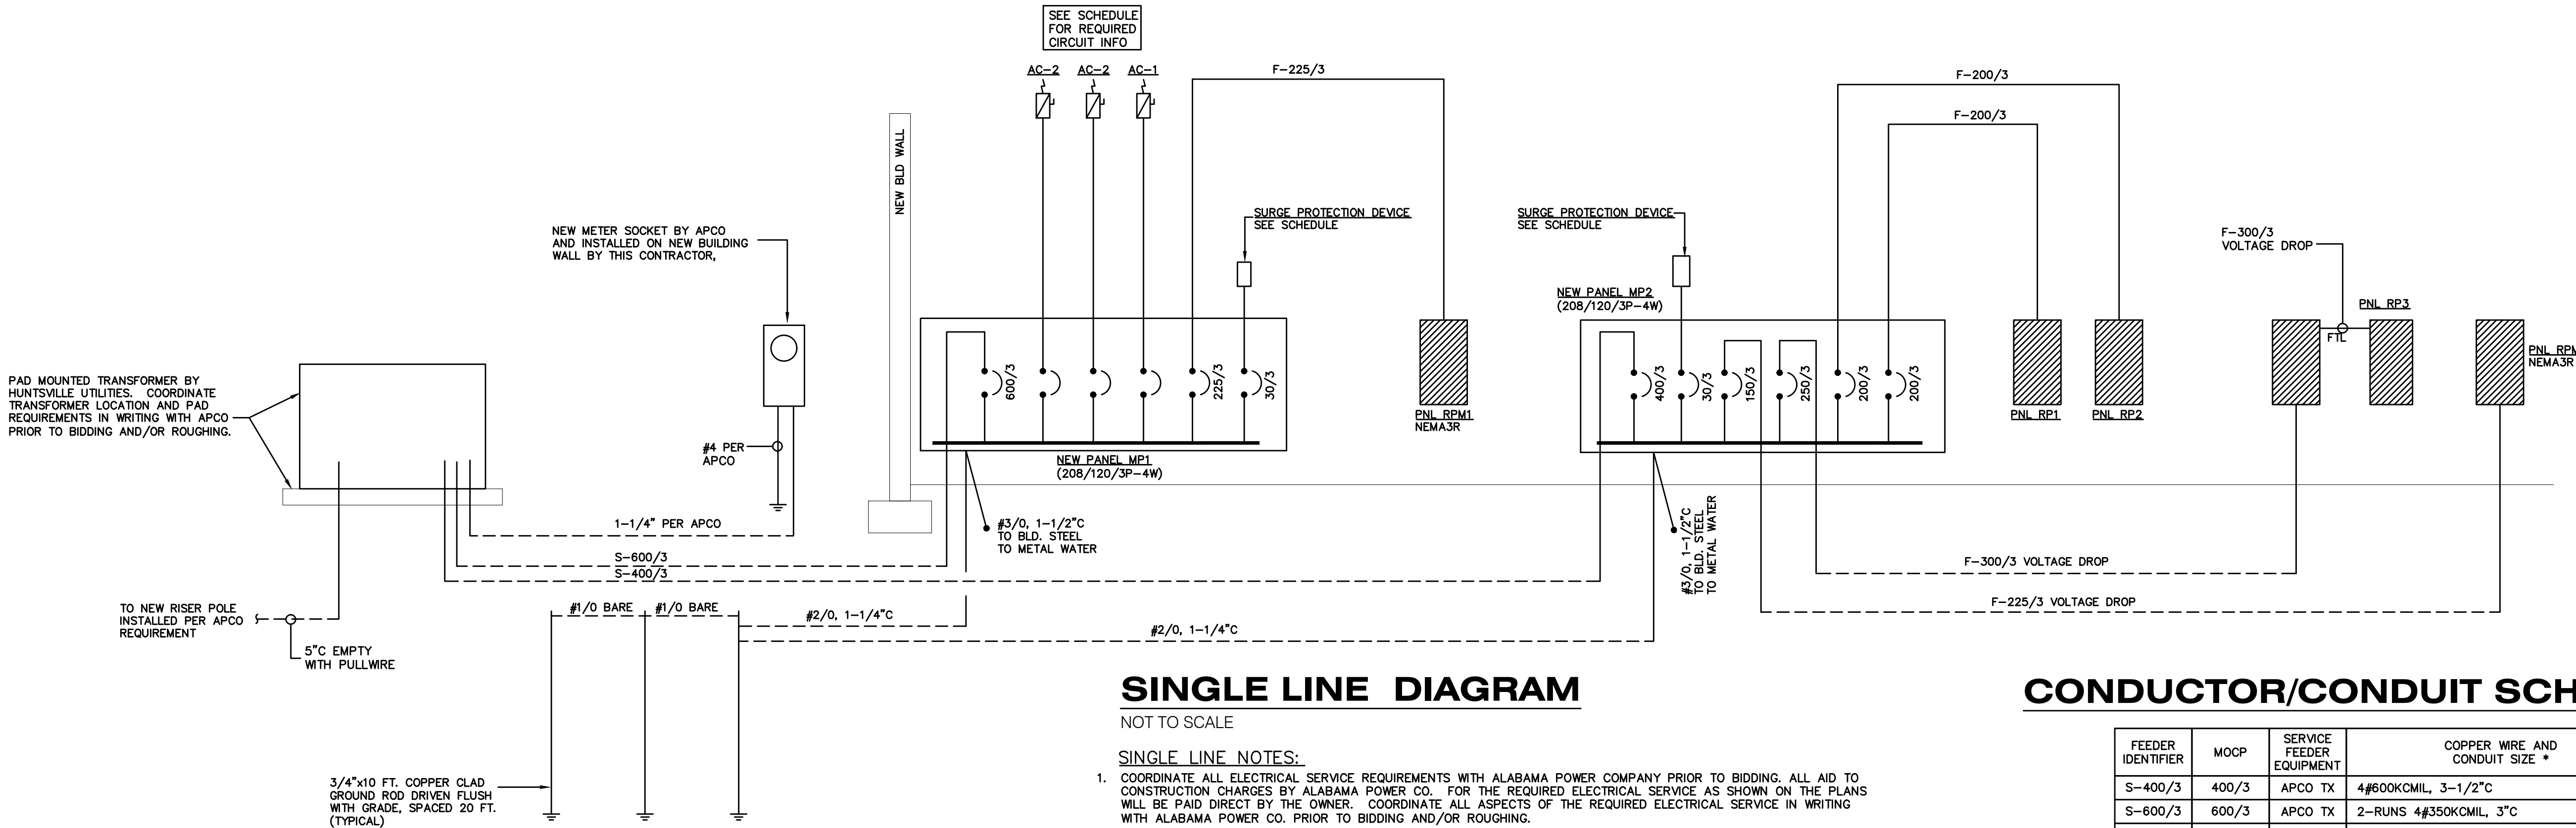 SEE SCHEDULE
FOR REQUIRED
CIRCUIT INFO
AC-2
AC-2
AC-1
F-225/3
F-200/3
F-200/3
NEW BLD WALL
NEW METER SOCKET BY APCO
AND INSTALLED ON NEW BUILDING
WALL BY THIS CONTRACTOR,
SURGE PROTECTION DEVICE
SEE SCHEDULE
SURGE PROTECTION DEVICE
SEE SCHEDULE
F-300/3
VOLTAGE DROP
NEW PANEL MP2
(208/120/3P-4W)
PNL RP3
FTL
PNL RPM
NEMA3R
PAD MOUNTED TRANSFORMER BY
HUNTSVILLE UTILITIES. COORDINATE
TRANSFORMER LOCATION AND PAD
REQUIREMENTS IN WRITING WITH APCO
PRIOR TO BIDDING AND/OR ROUGHING.
600/3
225/3
30/3
400/3
30/3
150/3
250/3
200/3
200/3
PNL RPM1
NEMA3R
PNL RP1
PNL RP2
#4 PER
APCO
NEW PANEL MP1
(208/120/3P-4W)
1-1/4"C PER APCO
#3/0, 1-1/2"C
TO BLD. STEEL
TO METAL WATER
#3/0, 1-1/2"C
TO BLD. STEEL
TO METAL WATER
S-600/3
S-400/3
F-300/3 VOLTAGE DROP
F-225/3 VOLTAGE DROP
TO NEW RISER POLE
INSTALLED PER APCO
REQUIREMENT
#1/0 BARE
#1/0 BARE
#2/0, 1-1/4"C
#2/0, 1-1/4"C
5"C EMPTY
WITH PULLWIRE
3/4"x10 FT. COPPER CLAD
GROUND ROD DRIVEN FLUSH
WITH GRADE, SPACED 20 FT.
(TYPICAL)
SINGLE LINE DIAGRAM
NOT TO SCALE
SINGLE LINE NOTES:
1. COORDINATE ALL ELECTRICAL SERVICE REQUIREMENTS WITH ALABAMA POWER COMPANY PRIOR TO BIDDING. ALL AID TO
CONSTRUCTION CHARGES BY ALABAMA POWER CO. FOR THE REQUIRED ELECTRICAL SERVICE AS SHOWN ON THE PLANS
WILL BE PAID DIRECT BY THE OWNER. COORDINATE ALL ASPECTS OF THE REQUIRED ELECTRICAL SERVICE IN WRITING
WITH ALABAMA POWER CO. PRIOR TO BIDDING AND/OR ROUGHING.
CONDUCTOR/CONDUIT SCH
FEEDER
IDENTIFIER
MOCP
SERVICE
FEEDER
EQUIPMENT
COPPER WIRE AND
CONDUIT SIZE *
S-400/3 400/3 APCO TX 4#600KCMIL, 3-1/2"C
S-600/3 600/3 APCO TX 2-RUNS 4#350KCMIL, 3"C